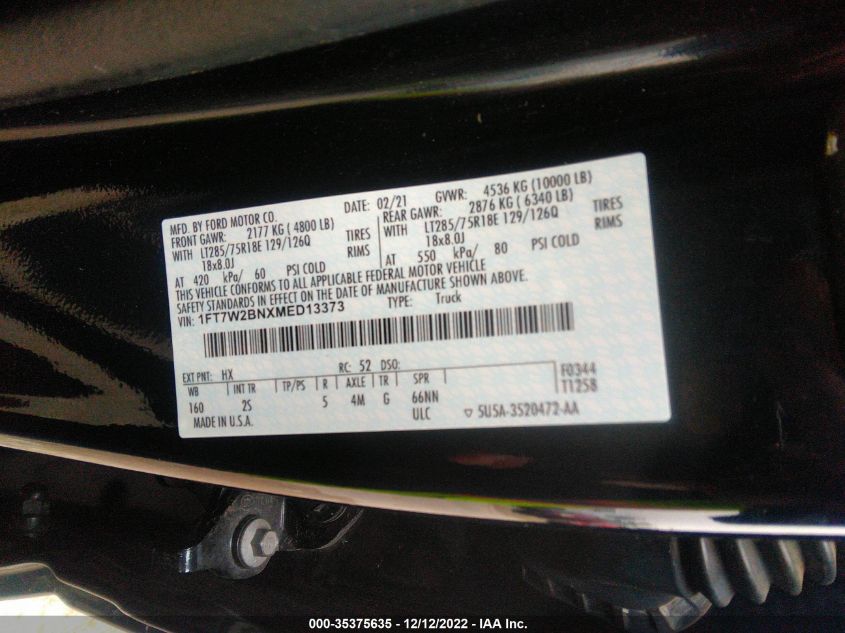 MFD. BY FORD MOTOR CO. DATE: 02/21 GVWR: 4536 KG (10000 LB)
FRONT GAWR: 2177 KG ( 4800 LB) REAR GAWR: 2876 KG ( 6340 LB)
WITH LT285/75R18E 129/126Q TIRES WITH LT285/75R18E 129/126Q TIRES
18x8.0J RIMS 18x8.0J RIMS
AT 420 kPa/ 60 PSI COLD AT 550 kPa/ 80 PSI COLD
THIS VEHICLE CONFORMS TO ALL APPLICABLE FEDERAL MOTOR VEHICLE
SAFETY STANDARDS IN EFFECT ON THE DATE OF MANUFACTURE SHOWN ABOVE.
VIN: 1FT7W2BNXMED13373 TYPE: Truck
EXT PNT: HX RC: 52 DSO: F0344
WB INT TR TP/PS R AXLE TR SPR T1258
160 2S 5 4M G 66NN
MADE IN U.S.A. ULC ▽ 5U5A-3520472-AA
000-35375635 - 12/12/2022 - IAA Inc.